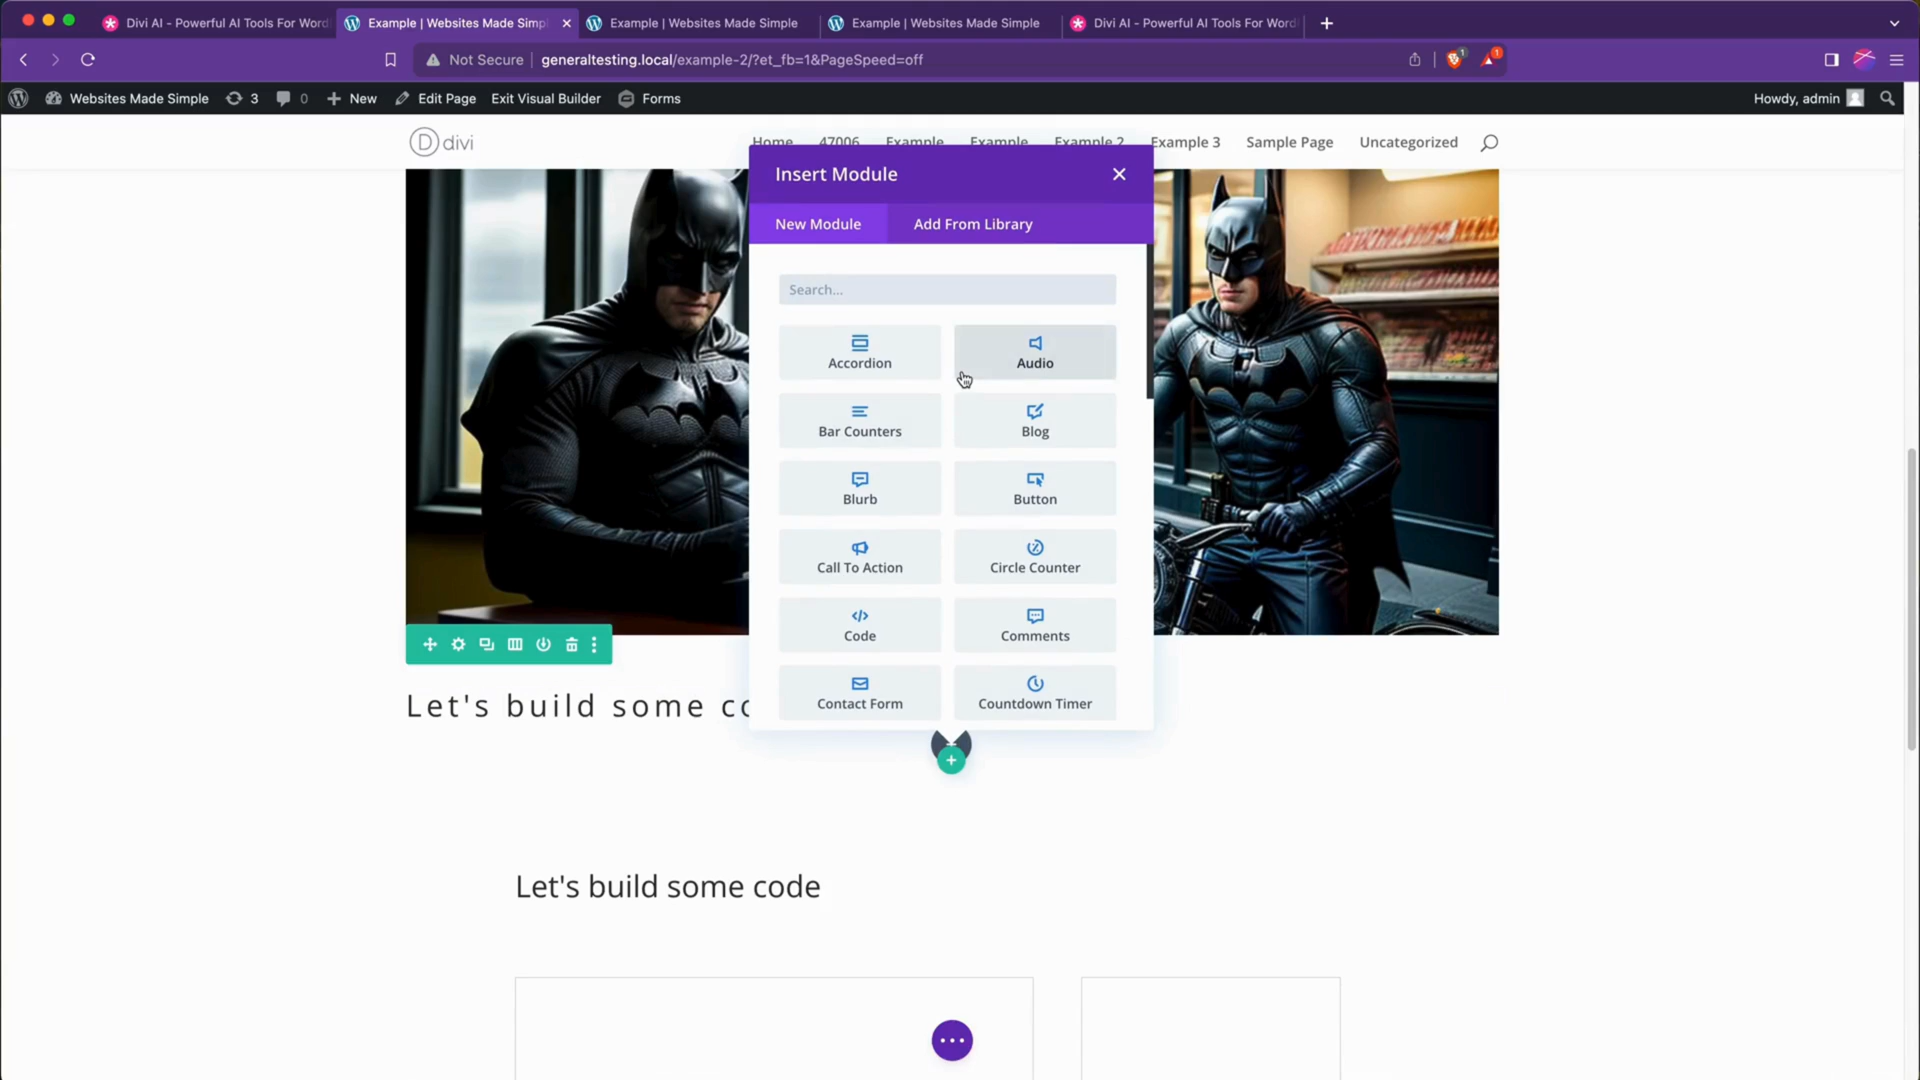 Divi AI - Powerful AI Tools For Word
Example | Websites Made Simpl
Example | Websites Made Simple
Example | Websites Made Simple
Divi AI - Powerful AI Tools For Word
Not Secure
generaltesting.local/example-2/?et_fb=1&PageSpeed=off
1
1
Websites Made Simple
3
0
New
Edit Page
Exit Visual Builder
Forms
Howdy, admin
D divi
Home
47006
Example
Example
Example 2
Example 3
Sample Page
Uncategorized
Insert Module
New Module
Add From Library
Search...
Accordion
Audio
Bar Counters
Blog
Blurb
Button
Call To Action
Circle Counter
Code
Comments
Contact Form
Countdown Timer
Let's build some co
Let's build some code